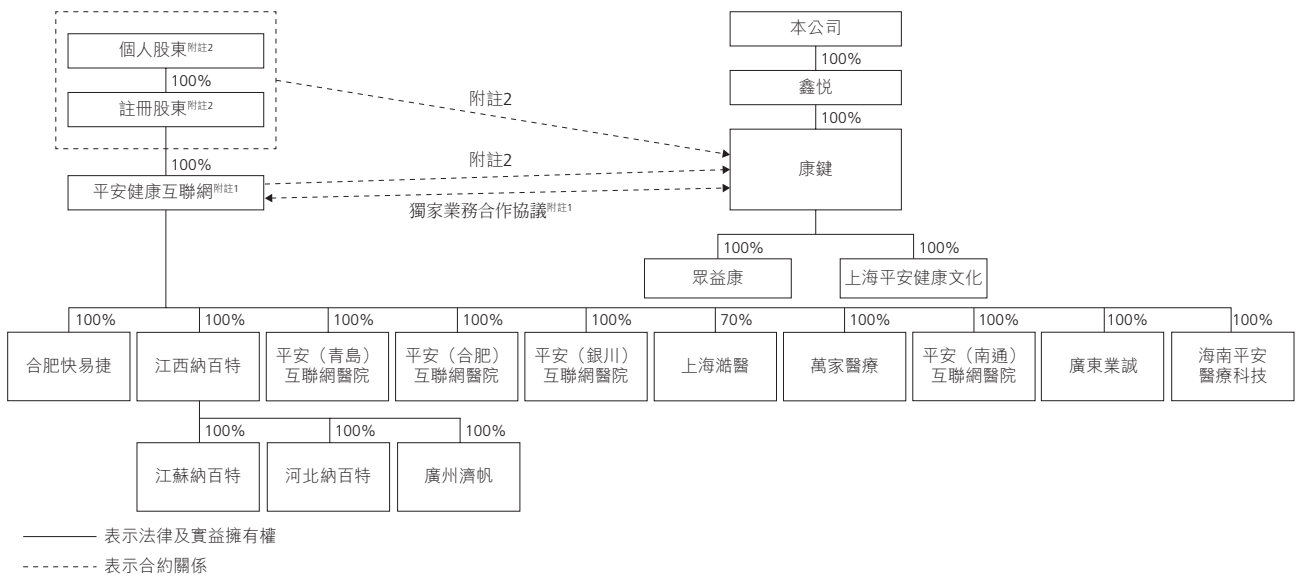 個人股東附註2
100%
註冊股東附註2
100%
平安健康互聯網附註1
附註2
附註2
獨家業務合作協議附註1
本公司
100%
鑫悦
100%
康鍵
100%
100%
眾益康
上海平安健康文化
100%
100%
100%
100%
100%
70%
100%
100%
100%
100%
合肥快易捷
江西納百特
平安（青島）
互聯網醫院
平安（合肥）
互聯網醫院
平安（銀川）
互聯網醫院
上海澔醫
萬家醫療
平安（南通）
互聯網醫院
廣東業誠
海南平安
醫療科技
100%
100%
100%
江蘇納百特
河北納百特
廣州濟帆
表示法律及實益擁有權
表示合約關係